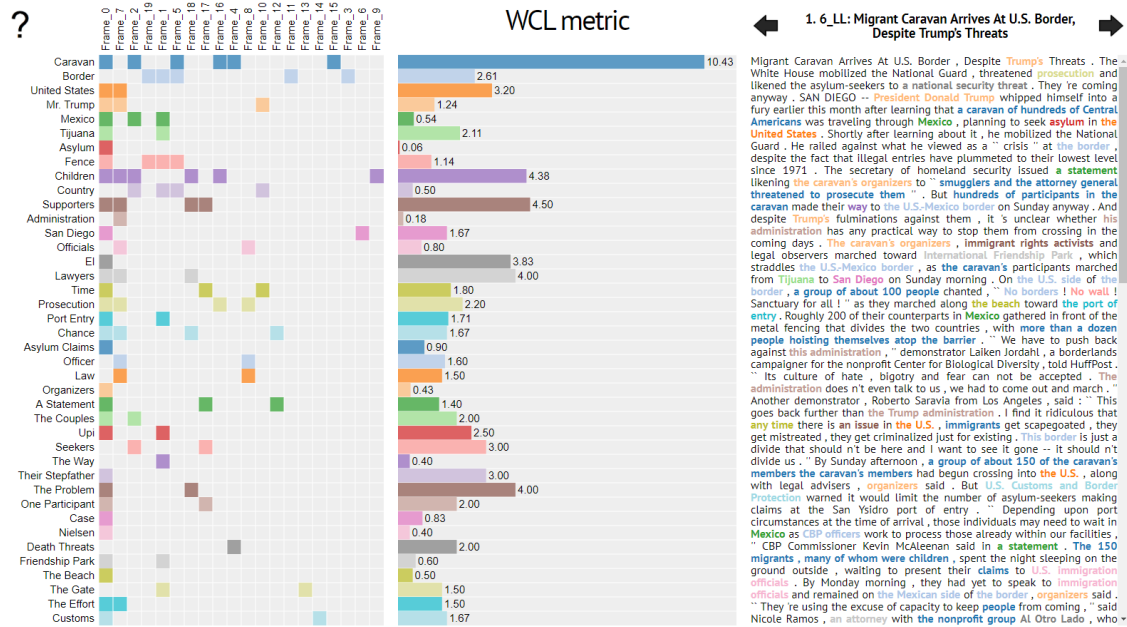 ?
Frame_0
Frame_7
Frame_2
Frame_19
Frame_1
Frame_5
Frame_18
Frame_17
Frame_16
Frame_4
Frame_8
Frame_10
Frame_12
Frame_11
Frame_13
Frame_14
Frame_15
Frame_3
Frame_6
Frame_9
WCL metric
1. 6_LL: Migrant Caravan Arrives At U.S. Border,
Despite Trump's Threats
Caravan 10.43
Border 2.61
United States 3.20
Mr. Trump 1.24
Mexico 0.54
Tijuana 2.11
Asylum 0.06
Fence 1.14
Children 4.38
Country 0.50
Supporters 4.50
Administration 0.18
San Diego 1.67
Officials 0.80
El 3.83
Lawyers 4.00
Time 1.80
Prosecution 2.20
Port Entry 1.71
Chance 1.67
Asylum Claims 0.90
Officer 1.60
Law 1.50
Organizers 0.43
A Statement 1.40
The Couples 2.00
Upi 2.50
Seekers 3.00
The Way 0.40
Their Stepfather 3.00
The Problem 4.00
One Participant 2.00
Case 0.83
Nielsen 0.40
Death Threats 2.00
Friendship Park 0.60
The Beach 0.50
The Gate 1.50
The Effort 1.50
Customs 1.67
Migrant Caravan Arrives At U.S. Border , Despite Trump's Threats . The
White House mobilized the National Guard , threatened prosecution and
likened the asylum-seekers to a national security threat . They 're coming
anyway . SAN DIEGO -- President Donald Trump whipped himself into a
fury earlier this month after learning that a caravan of hundreds of Central
Americans was traveling through Mexico , planning to seek asylum in the
United States . Shortly after learning about it , he mobilized the National
Guard . He railed against what he viewed as a `` crisis '' at the border ,
despite the fact that illegal entries have plummeted to their lowest level
since 1971 . The secretary of homeland security issued a statement
likening the caravan's organizers to `` smugglers and the attorney general
threatened to prosecute them '' . But hundreds of participants in the
caravan made their way to the U.S.-Mexico border on Sunday anyway . And
despite Trump's fulminations against them , it 's unclear whether his
administration has any practical way to stop them from crossing in the
coming days . The caravan's organizers , immigrant rights activists and
legal observers marched toward International Friendship Park , which
straddles the U.S.-Mexico border , as the caravan's participants marched
from Tijuana to San Diego on Sunday morning . On the U.S. side of the
border , a group of about 100 people chanted , `` No borders ! No wall !
Sanctuary for all ! '' as they marched along the beach toward the port of
entry . Roughly 200 of their counterparts in Mexico gathered in front of the
metal fencing that divides the two countries , with more than a dozen
people hoisting themselves atop the barrier . `` We have to push back
against this administration , '' demonstrator Laiken Jordahl , a borderlands
campaigner for the nonprofit Center for Biological Diversity , told HuffPost .
`` Its culture of hate , bigotry and fear can not be accepted . The
administration does n't even talk to us , we had to come out and march . ''
Another demonstrator , Roberto Saravia from Los Angeles , said : `` This
goes back further than the Trump administration . I find it ridiculous that
any time there is an issue in the U.S. , immigrants get scapegoated , they
get mistreated , they get criminalized just for existing . This border is just a
divide that should n't be here and I want to see it gone -- it should n't
divide us . '' By Sunday afternoon , a group of about 150 of the caravan's
members the caravan's members had begun crossing into the U.S. , along
with legal advisers , organizers said . But U.S. Customs and Border
Protection warned it would limit the number of asylum-seekers making
claims at the San Ysidro port of entry . `` Depending upon port
circumstances at the time of arrival , those individuals may need to wait in
Mexico as CBP officers work to process those already within our facilities ,
'' CBP Commissioner Kevin McAleenan said in a statement . The 150
migrants , many of whom were children , spent the night sleeping on the
ground outside , waiting to present their claims to U.S. immigration
officials . By Monday morning , they had yet to speak to immigration
officials and remained on the Mexican side of the border , organizers said .
`` They 're using the excuse of capacity to keep people from coming , '' said
Nicole Ramos , an attorney with the nonprofit group Al Otro Lado , who